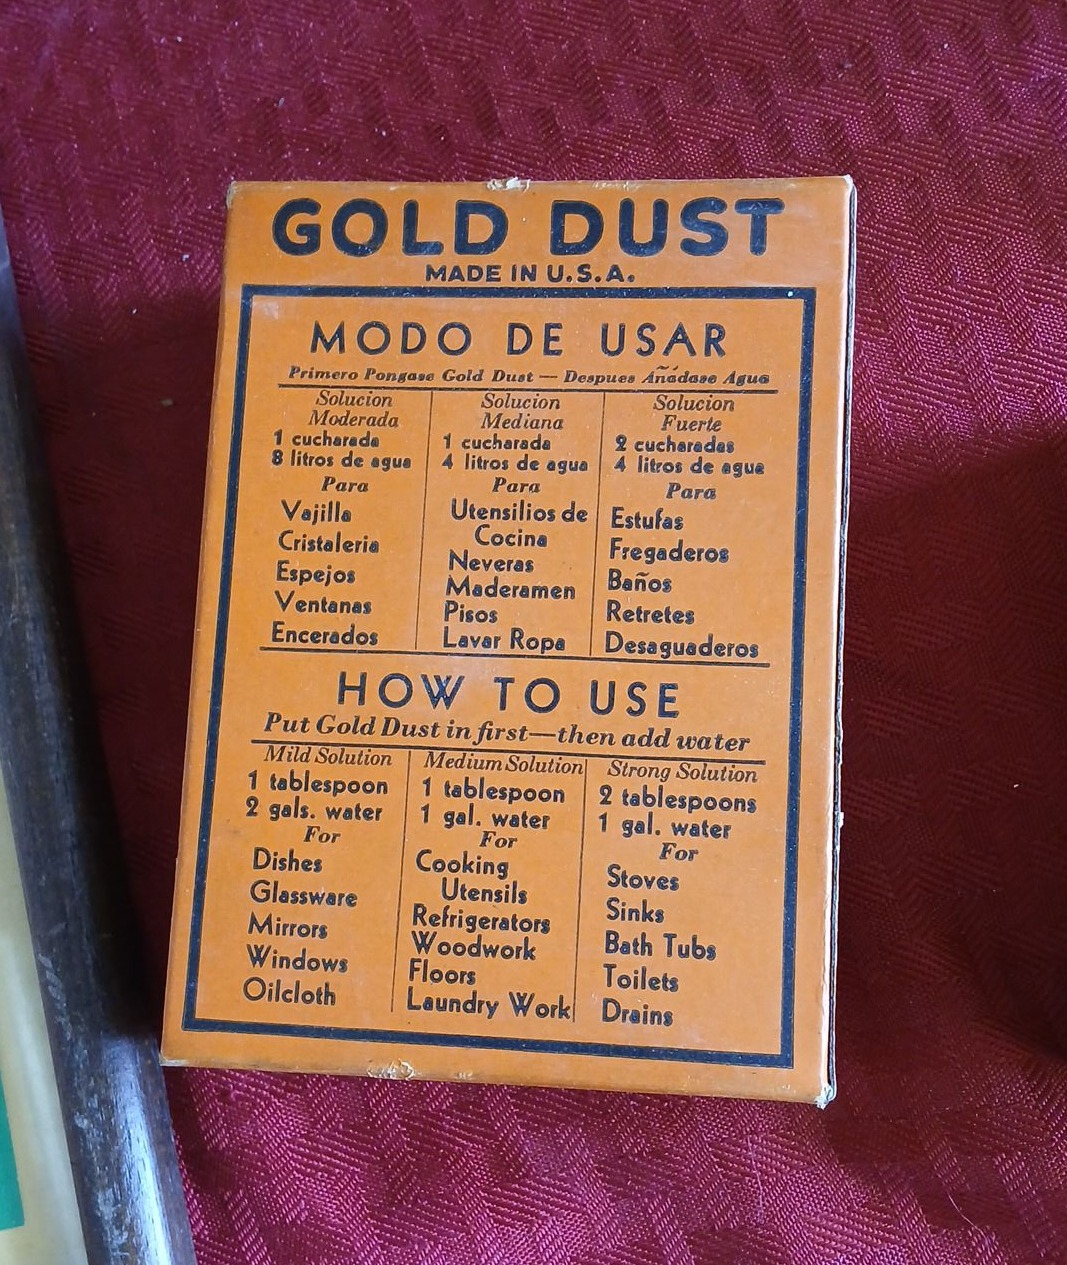 GOLD DUST
MADE IN U.S.A.
MODO DE USAR
Primero Pongase Gold Dust — Despues Añádase Agua
Solucion
Moderada
1 cucharada
8 litros de agua
Para
Vajilla
Cristaleria
Espejos
Ventanas
Encerados
Solucion
Mediana
1 cucharada
4 litros de agua
Para
Utensilios de
Cocina
Neveras
Maderamen
Pisos
Lavar Ropa
Solucion
Fuerte
2 cucharadas
4 litros de agua
Para
Estufas
Fregaderos
Baños
Retretes
Desaguaderos
HOW TO USE
Put Gold Dust in first—then add water
Mild Solution
1 tablespoon
2 gals. water
For
Dishes
Glassware
Mirrors
Windows
Oilcloth
Medium Solution
1 tablespoon
1 gal. water
For
Cooking
Utensils
Refrigerators
Woodwork
Floors
Laundry Work
Strong Solution
2 tablespoons
1 gal. water
For
Stoves
Sinks
Bath Tubs
Toilets
Drains